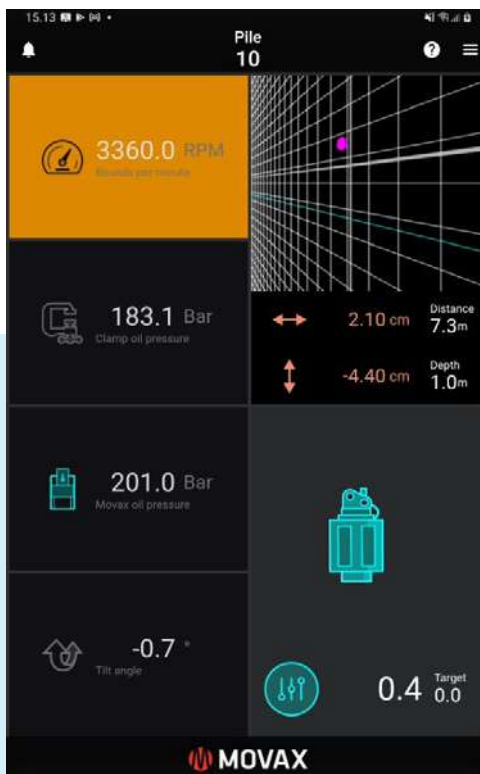 15.13
Pile
10
?
3360.0 RPM
Rounds per minute
183.1 Bar
Clamp oil pressure
2.10 cm
Distance
7.3m
-4.40 cm
Depth
1.0m
201.0 Bar
Movax oil pressure
-0.7 °
Tilt angle
0.4
Target
0.0
MOVAX